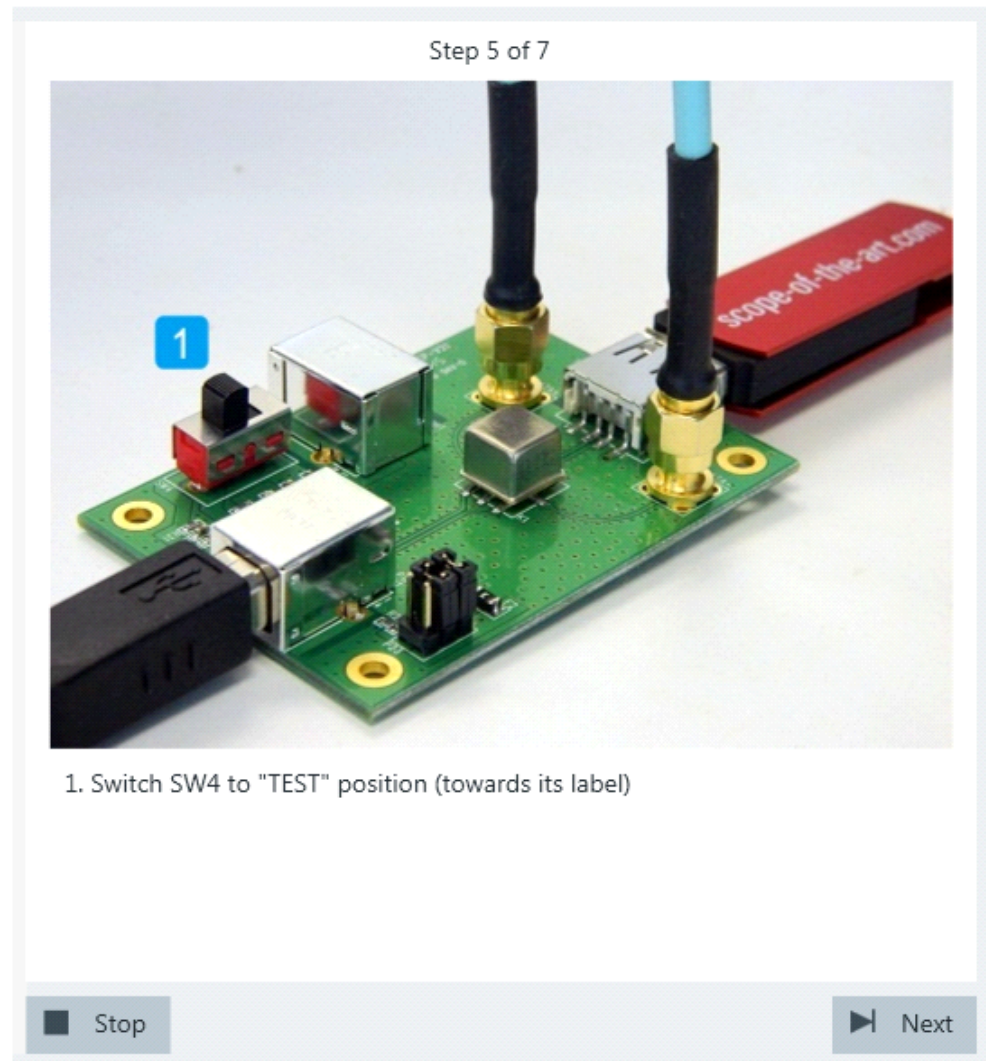 Step 5 of 7
scope-of-the-art.com
1
1. Switch SW4 to "TEST" position (towards its label)
Stop
Next